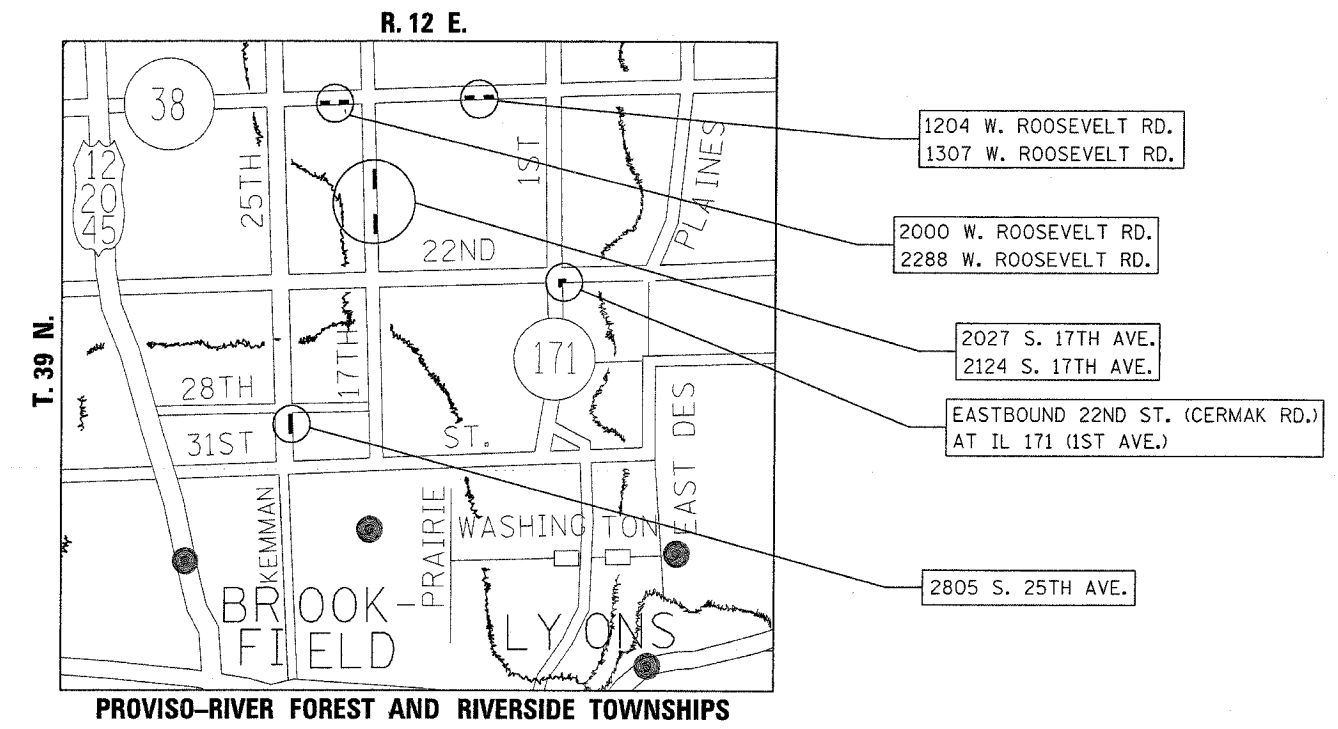 R. 12 E.
T. 39 N.
38
12
20
45
25TH
1ST
PLAINES
22ND
17TH
28TH
171
31ST
ST.
EAST DES
KEMMAN
PRAIRIE
WASHINGTON
BROOK-
FIELD
LYONS
1204 W. ROOSEVELT RD.
1307 W. ROOSEVELT RD.
2000 W. ROOSEVELT RD.
2288 W. ROOSEVELT RD.
2027 S. 17TH AVE.
2124 S. 17TH AVE.
EASTBOUND 22ND ST. (CERMAK RD.)
AT IL 171 (1ST AVE.)
2805 S. 25TH AVE.
PROVISO-RIVER FOREST AND RIVERSIDE TOWNSHIPS